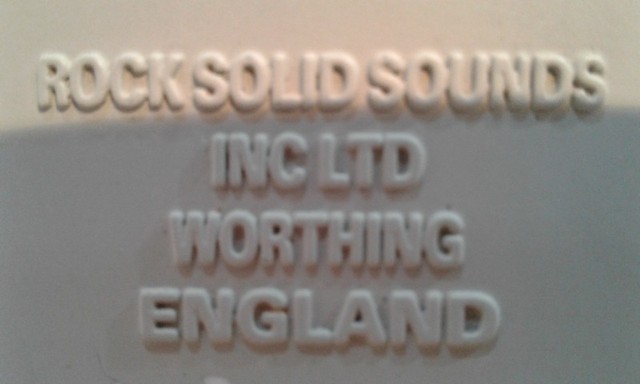 ROCK SOLID SOUNDS
INC LTD
WORTHING
ENGLAND